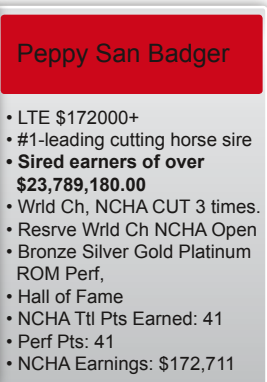 Peppy San Badger
• LTE $172000+
• #1-leading cutting horse sire
• Sired earners of over
$23,789,180.00
• Wrld Ch, NCHA CUT 3 times.
• Resrve Wrld Ch NCHA Open
• Bronze Silver Gold Platinum
ROM Perf,
• Hall of Fame
• NCHA Ttl Pts Earned: 41
• Perf Pts: 41
• NCHA Earnings: $172,711